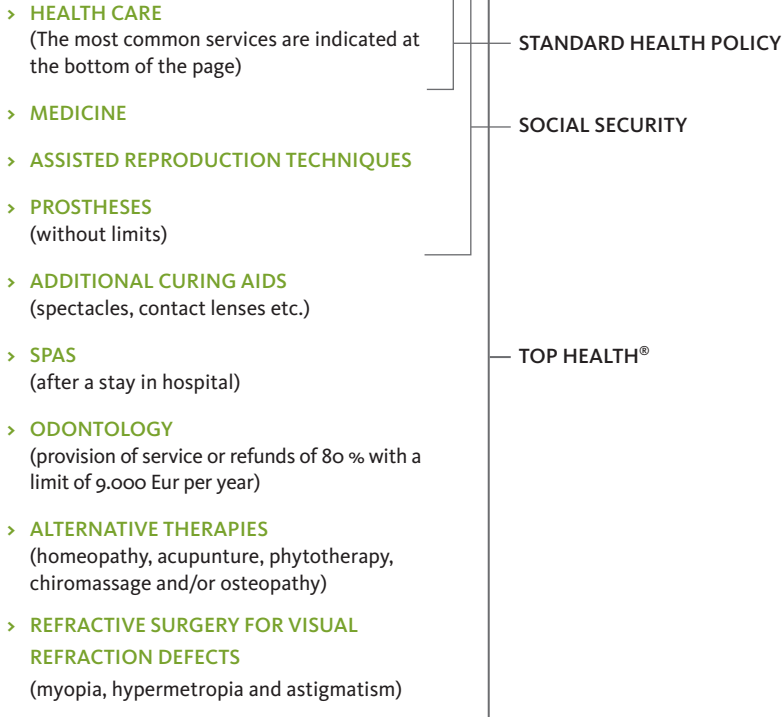 › HEALTH CARE
(The most common services are indicated at
the bottom of the page)
› MEDICINE
› ASSISTED REPRODUCTION TECHNIQUES
› PROSTHESES
(without limits)
› ADDITIONAL CURING AIDS
(spectacles, contact lenses etc.)
› SPAS
(after a stay in hospital)
› ODONTOLOGY
(provision of service or refunds of 80 % with a
limit of 9.000 Eur per year)
› ALTERNATIVE THERAPIES
(homeopathy, acupunture, phytotherapy,
chiromassage and/or osteopathy)
› REFRACTIVE SURGERY FOR VISUAL
REFRACTION DEFECTS
(myopia, hypermetropia and astigmatism)
STANDARD HEALTH POLICY
SOCIAL SECURITY
TOP HEALTH®